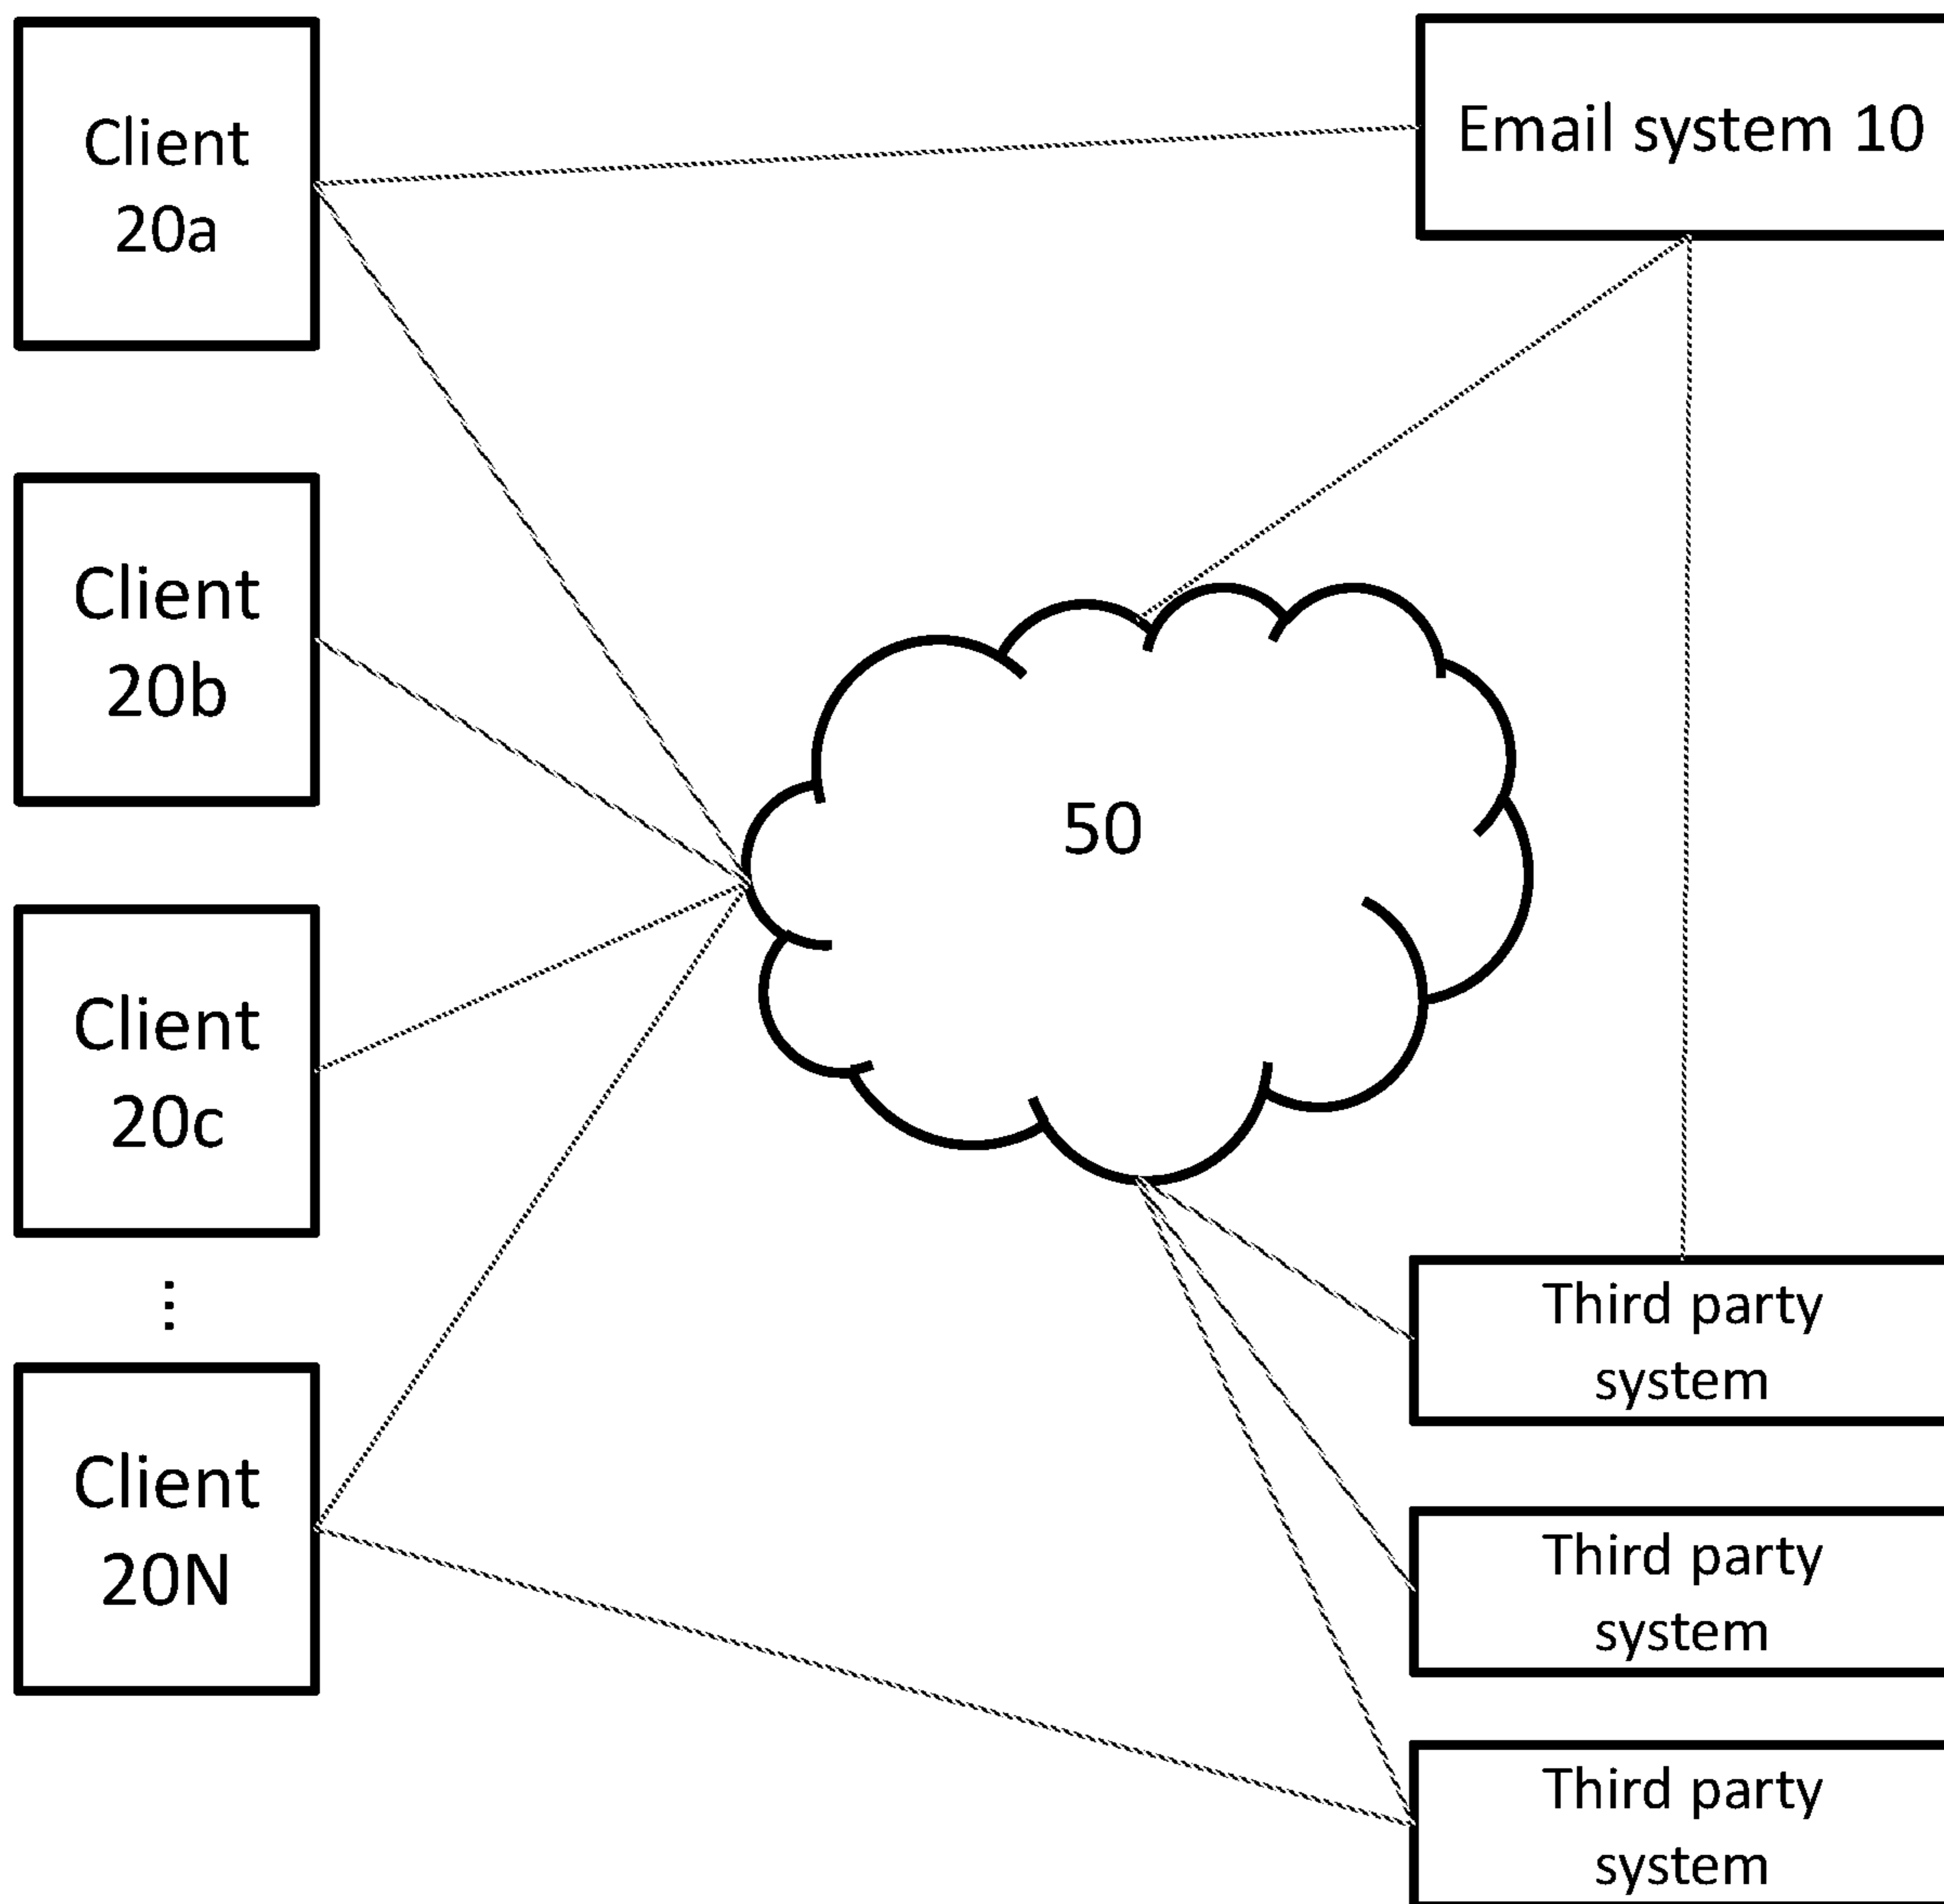 Client
20a
Email system 10
Client
20b
50
Client
20c
Third party
system
Client
20N
Third party
system
Third party
system